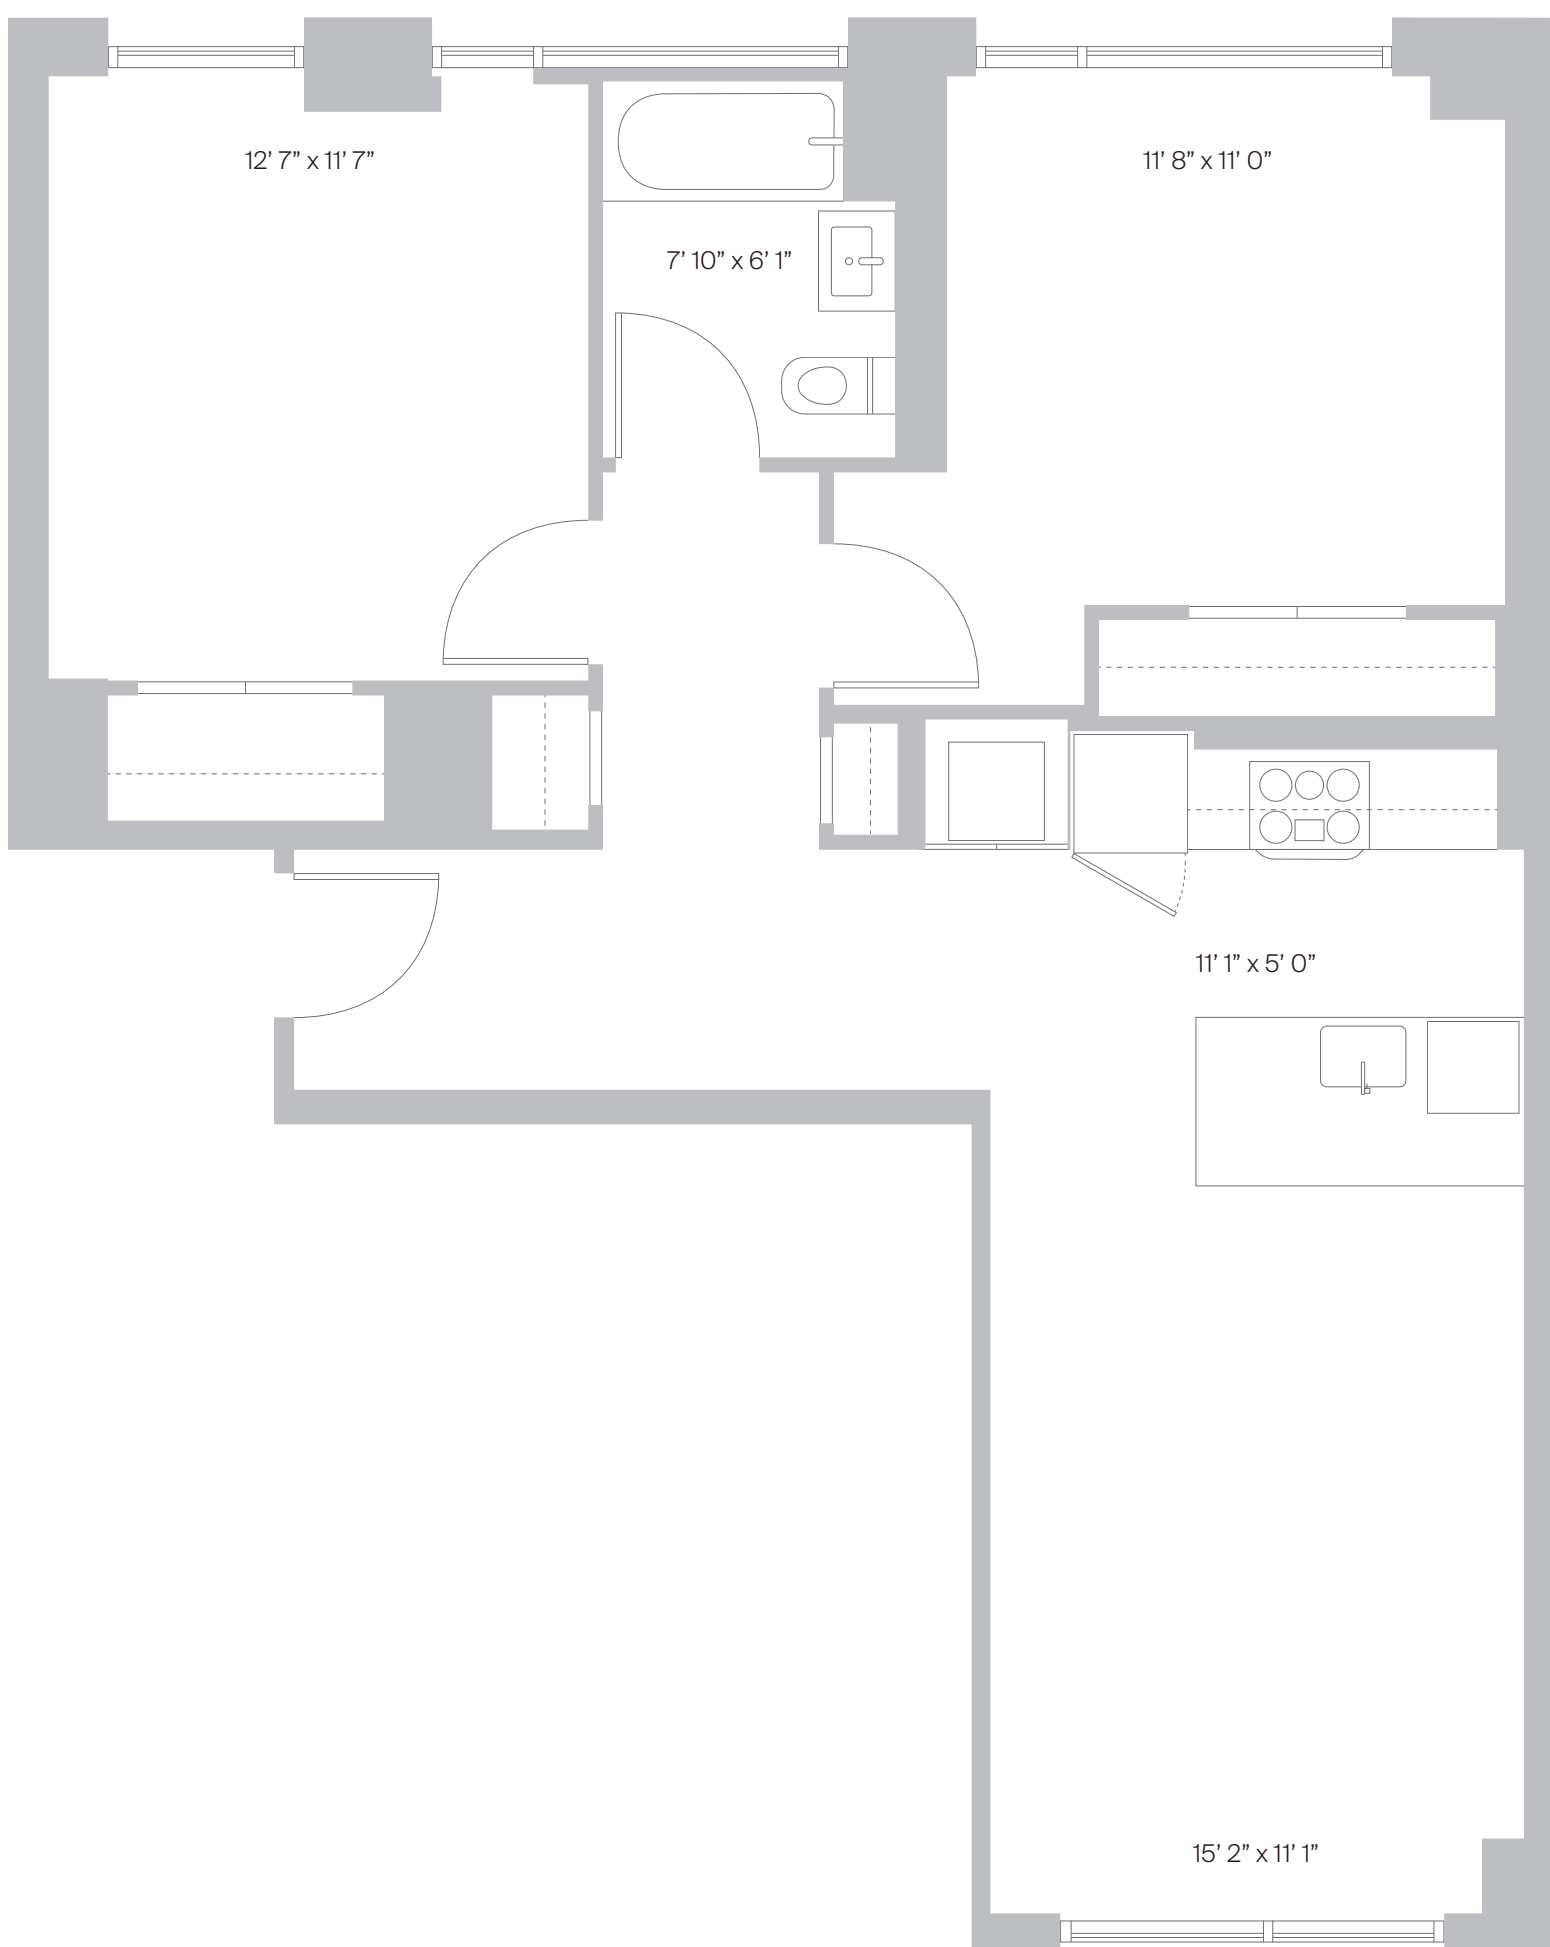 12’ 7” x 11’ 7”
11’ 8” x 11’ 0”
7’ 10” x 6’ 1”
11’ 1” x 5’ 0”
15’ 2” x 11’ 1”